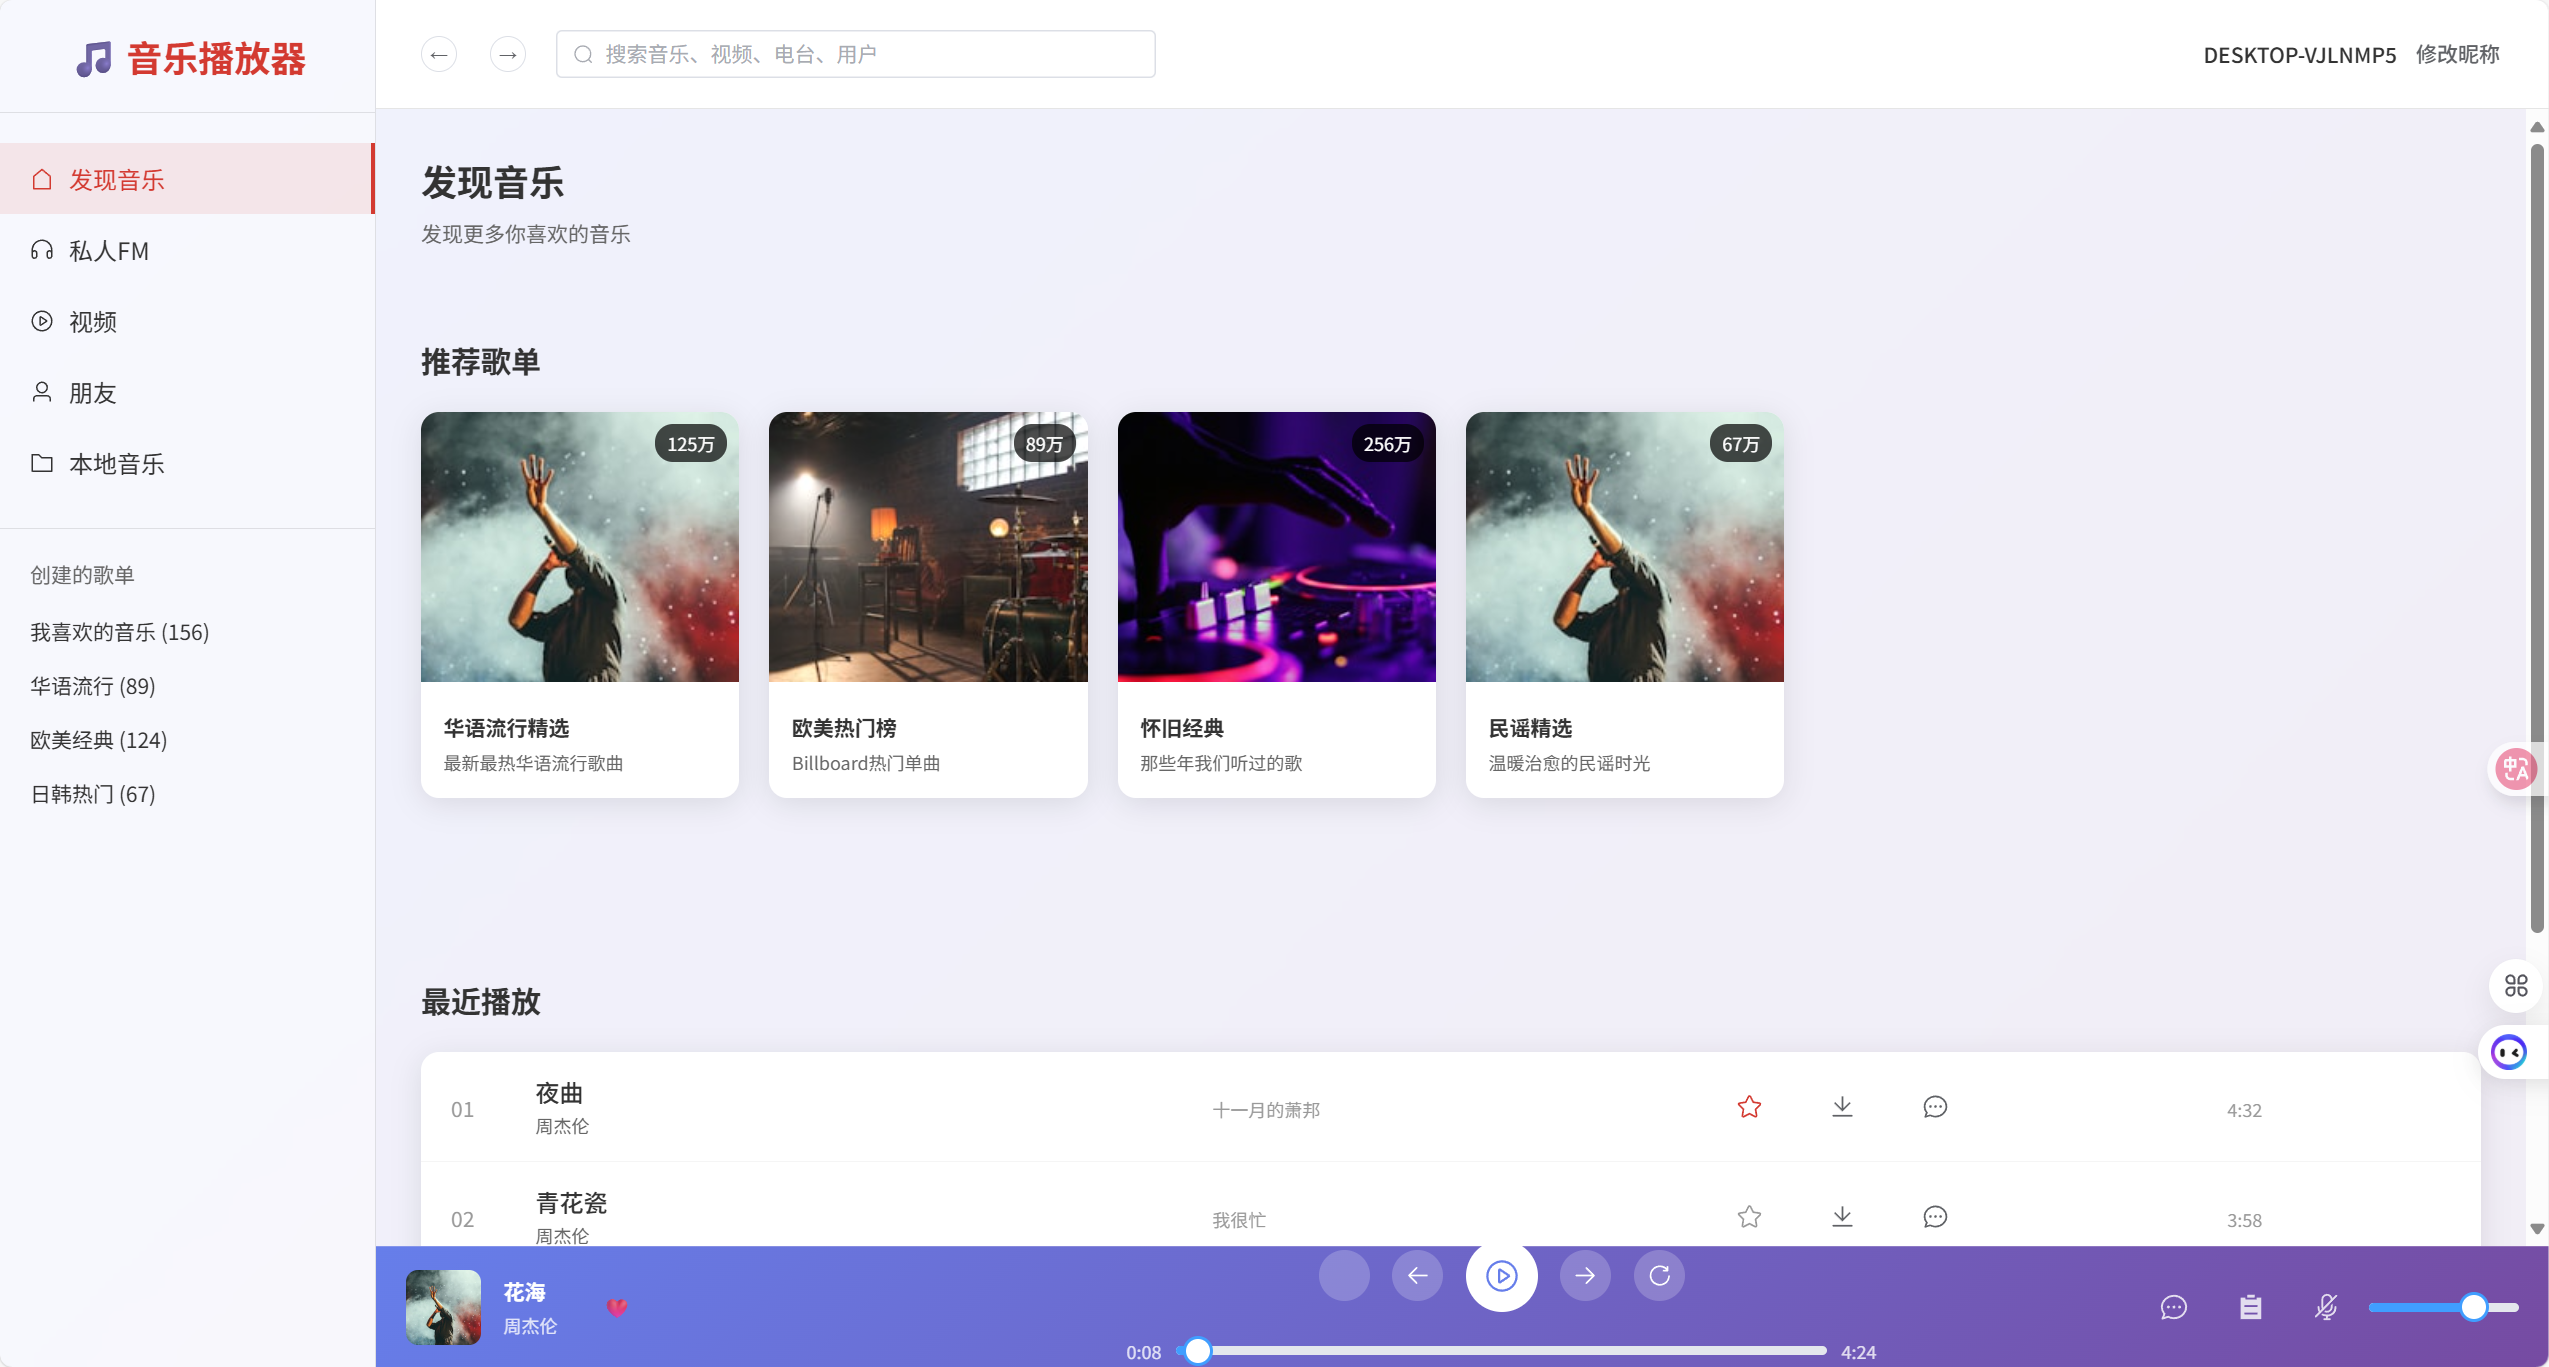 音乐播放器
搜索音乐、视频、电台、用户
DESKTOP-VJLNMP5 修改昵称
发现音乐
私人FM
视频
朋友
本地音乐
创建的歌单
我喜欢的音乐 (156)
华语流行 (89)
欧美经典 (124)
日韩热门 (67)
发现音乐
发现更多你喜欢的音乐
推荐歌单
125万
华语流行精选
最新最热华语流行歌曲
89万
欧美热门榜
Billboard热门单曲
256万
怀旧经典
那些年我们听过的歌
67万
民谣精选
温暖治愈的民谣时光
最近播放
01 夜曲 十一月的萧邦 4:32
周杰伦
02 青花瓷 我很忙 3:58
周杰伦
花海
周杰伦
0:08 4:24
中A